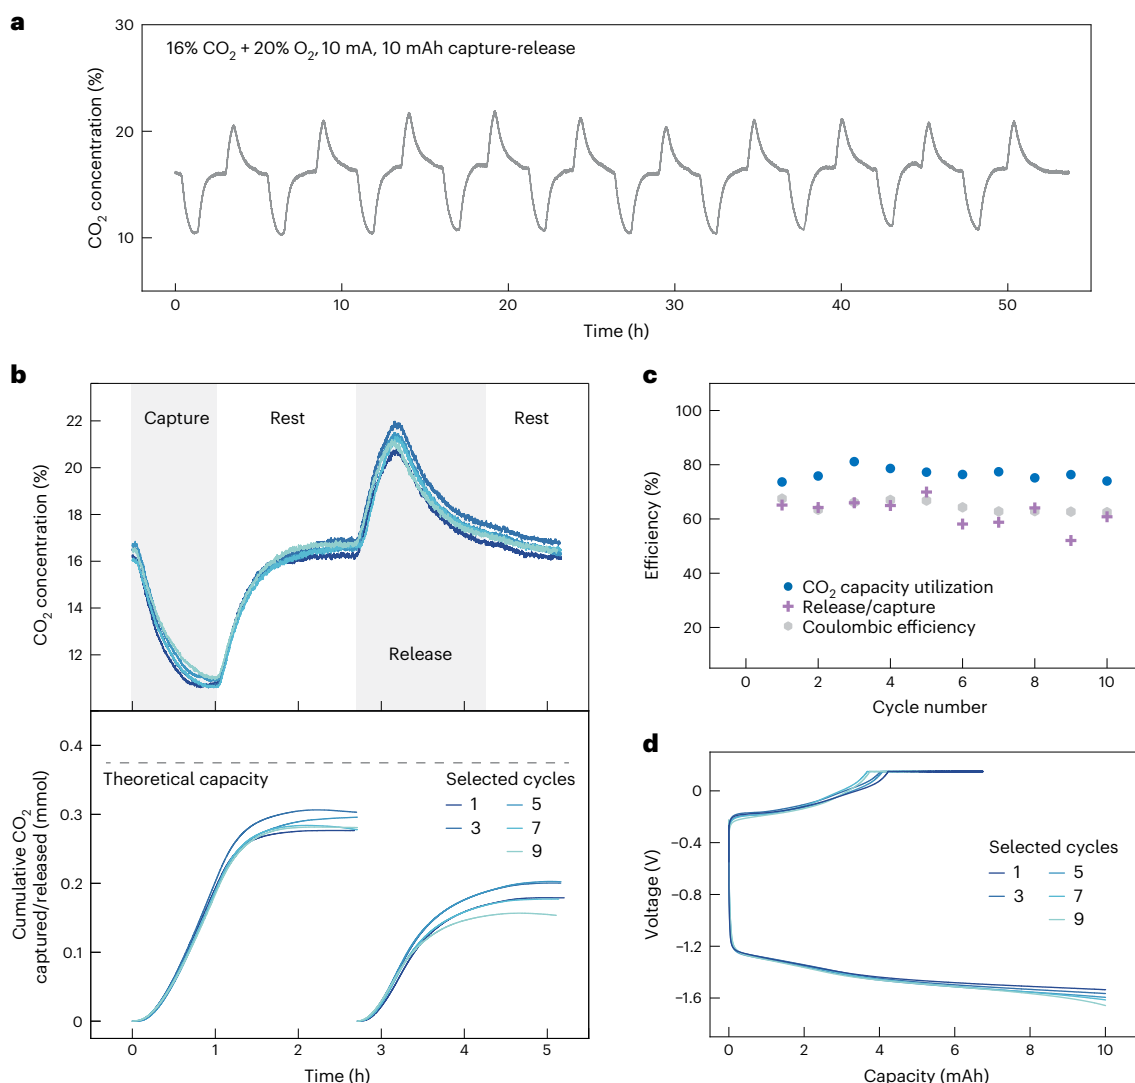 a
30
20
10
CO2 concentration (%)
16% CO2 + 20% O2, 10 mA, 10 mAh capture-release
0 10 20 30 40 50
Time (h)
b
22
20
18
16
14
12
CO2 concentration (%)
Capture Rest Rest
Release
0.4
0.3
0.2
0.1
0
Cumulative CO2
captured/released (mmol)
Theoretical capacity
Selected cycles
1 5
3 7
9
0 1 2 3 4 5
Time (h)
c
100
80
60
40
20
Efficiency (%)
CO2 capacity utilization
Release/capture
Coulombic efficiency
0 2 4 6 8 10
Cycle number
d
0
−0.4
−0.8
−1.2
−1.6
Voltage (V)
Selected cycles
1 5
3 7
9
0 2 4 6 8 10
Capacity (mAh)